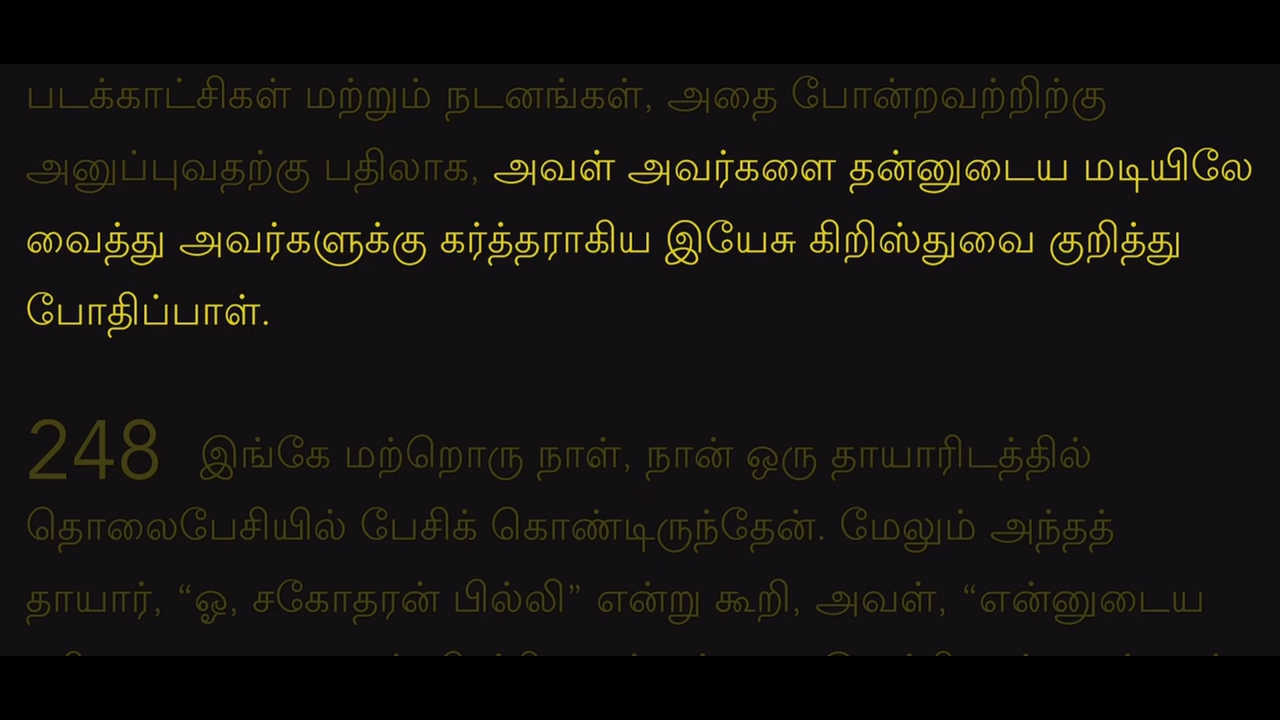 படக்காட்சிகள் மற்றும் நடனங்கள், அதை போன்றவற்றிற்கு
அனுப்புவதற்கு பதிலாக, அவள் அவர்களை தன்னுடைய மடியிலே
வைத்து அவர்களுக்கு கர்த்தராகிய இயேசு கிறிஸ்துவை குறித்து
போதிப்பாள்.
248 இங்கே மற்றொரு நாள், நான் ஒரு தாயாரிடத்தில்
தொலைபேசியில் பேசிக் கொண்டிருந்தேன். மேலும் அந்தத்
தாயார், “ஓ, சகோதரன் பில்லி” என்று கூறி, அவள், “என்னுடைய